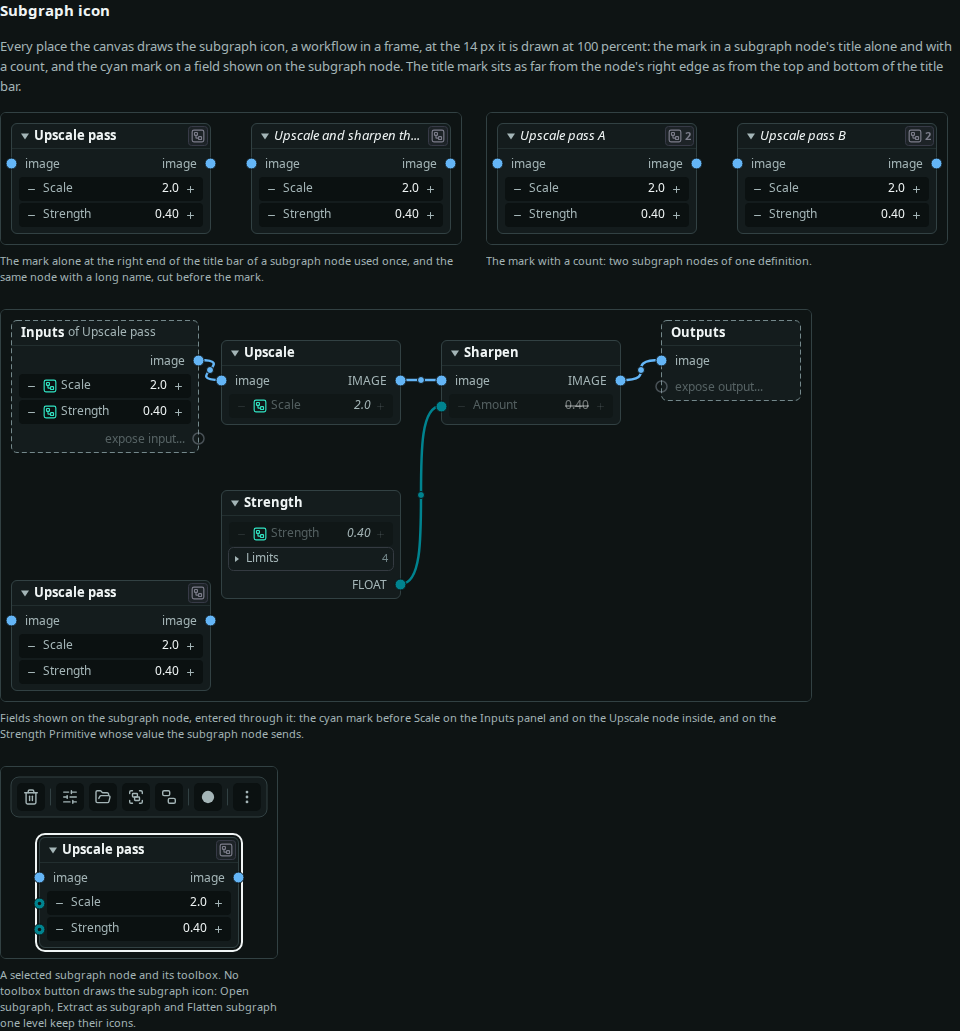 Subgraph icon
Every place the canvas draws the subgraph icon, a workflow in a frame, at the 14 px it is drawn at 100 percent: the mark in a subgraph node's title alone and with
a count, and the cyan mark on a field shown on the subgraph node. The title mark sits as far from the node's right edge as from the top and bottom of the title
bar.
Upscale pass
image image
– Scale 2.0 +
– Strength 0.40 +
Upscale and sharpen th...
image image
– Scale 2.0 +
– Strength 0.40 +
Upscale pass A 2
image image
– Scale 2.0 +
– Strength 0.40 +
Upscale pass B 2
image image
– Scale 2.0 +
– Strength 0.40 +
The mark alone at the right end of the title bar of a subgraph node used once, and the
same node with a long name, cut before the mark.
The mark with a count: two subgraph nodes of one definition.
Inputs of Upscale pass
image
– Scale 2.0 +
– Strength 0.40 +
expose input...
Upscale
image IMAGE
– Scale 2.0 +
Sharpen
image IMAGE
– Amount 0.40 +
Outputs
image
expose output...
Strength
– Strength 0.40 +
Limits 4
FLOAT
Upscale pass
image image
– Scale 2.0 +
– Strength 0.40 +
Fields shown on the subgraph node, entered through it: the cyan mark before Scale on the Inputs panel and on the Upscale node inside, and on the
Strength Primitive whose value the subgraph node sends.
Upscale pass
image image
– Scale 2.0 +
– Strength 0.40 +
A selected subgraph node and its toolbox. No
toolbox button draws the subgraph icon: Open
subgraph, Extract as subgraph and Flatten subgraph
one level keep their icons.